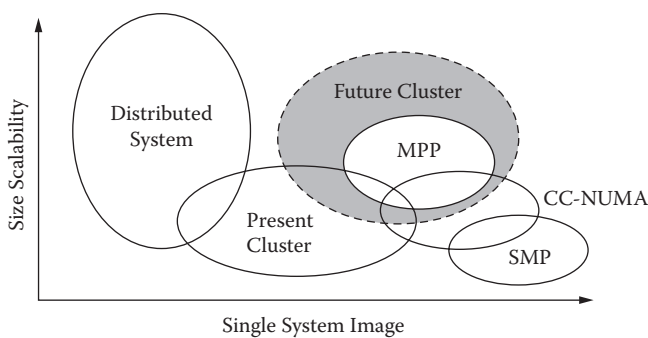 Size Scalability
Distributed
System
Future Cluster
MPP
Present
Cluster
CC-NUMA
SMP
Single System Image